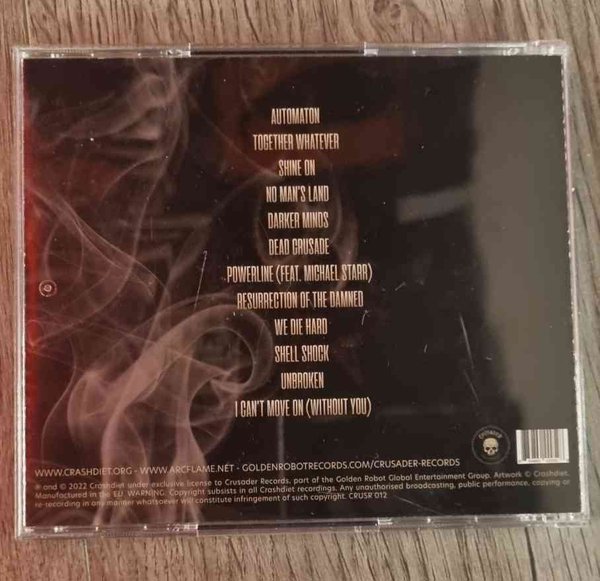 AUTOMATON
TOGETHER WHATEVER
SHINE ON
NO MAN'S LAND
DARKER MINDS
DEAD CRUSADE
POWERLINE (FEAT. MICHAEL STARR)
RESURRECTION OF THE DAMNED
WE DIE HARD
SHELL SHOCK
UNBROKEN
I CAN'T MOVE ON (WITHOUT YOU)
WWW.CRASHDIET.ORG - WWW.ARCFLAME.NET - GOLDENROBOTRECORDS.COM/CRUSADER-RECORDS
℗ and © 2022 Crashdiet under exclusive license to Crusader Records, part of the Golden Robot Global Entertainment Group. Artwork © Crashdiet.
Manufactured in the EU. WARNING: Copyright subsists in all Crashdiet recordings. Any unauthorised broadcasting, public performance, copying or
re-recording in any manner whatsoever will constitute infringement of such copyright. CRUSR 012